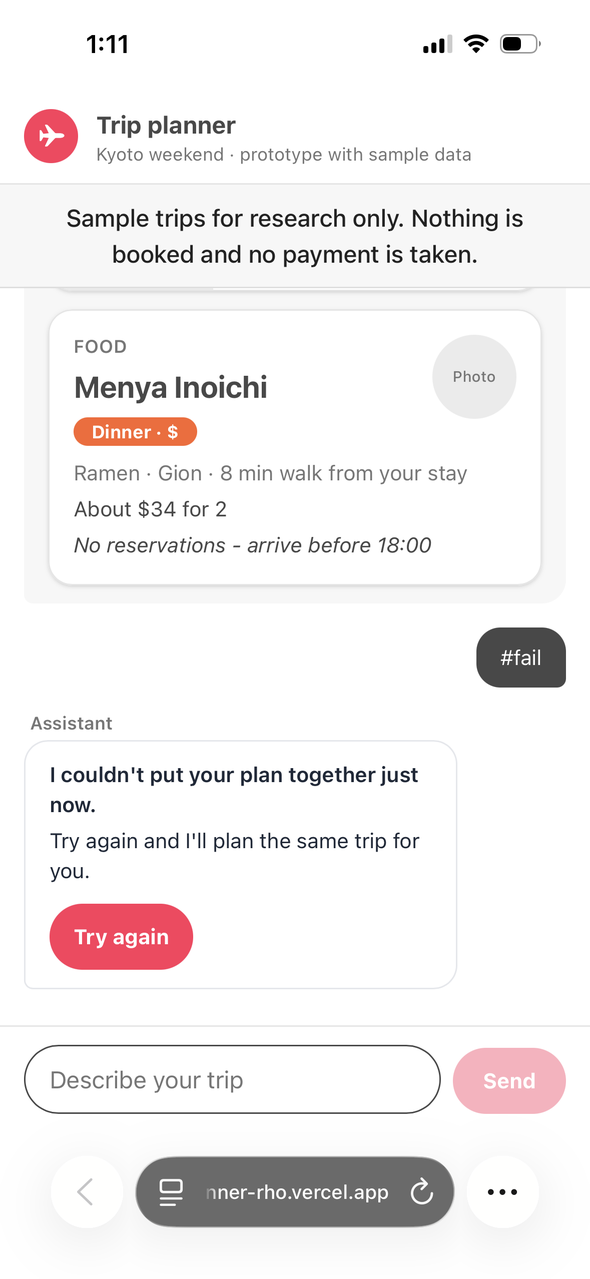 1:11
Trip planner
Kyoto weekend · prototype with sample data
Sample trips for research only. Nothing is
booked and no payment is taken.
FOOD
Menya Inoichi
Photo
Dinner · $
Ramen · Gion · 8 min walk from your stay
About $34 for 2
No reservations - arrive before 18:00
#fail
Assistant
I couldn't put your plan together just
now.
Try again and I'll plan the same trip for
you.
Try again
Describe your trip
Send
nner-rho.vercel.app